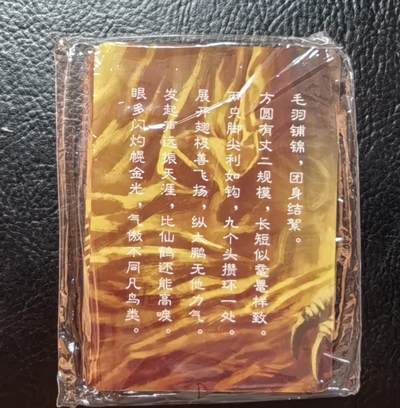 毛羽铺锦，团身结絮。
方圆有丈二规模，长短似鼋鼍样致。
两只脚尖利如钩，九个头攒环一处。
展开翅极善飞扬，纵大鹏无他力气。
发起声远振天涯，比仙鹤还能高唳。
眼多闪灼幌金光，气傲不同凡鸟类。